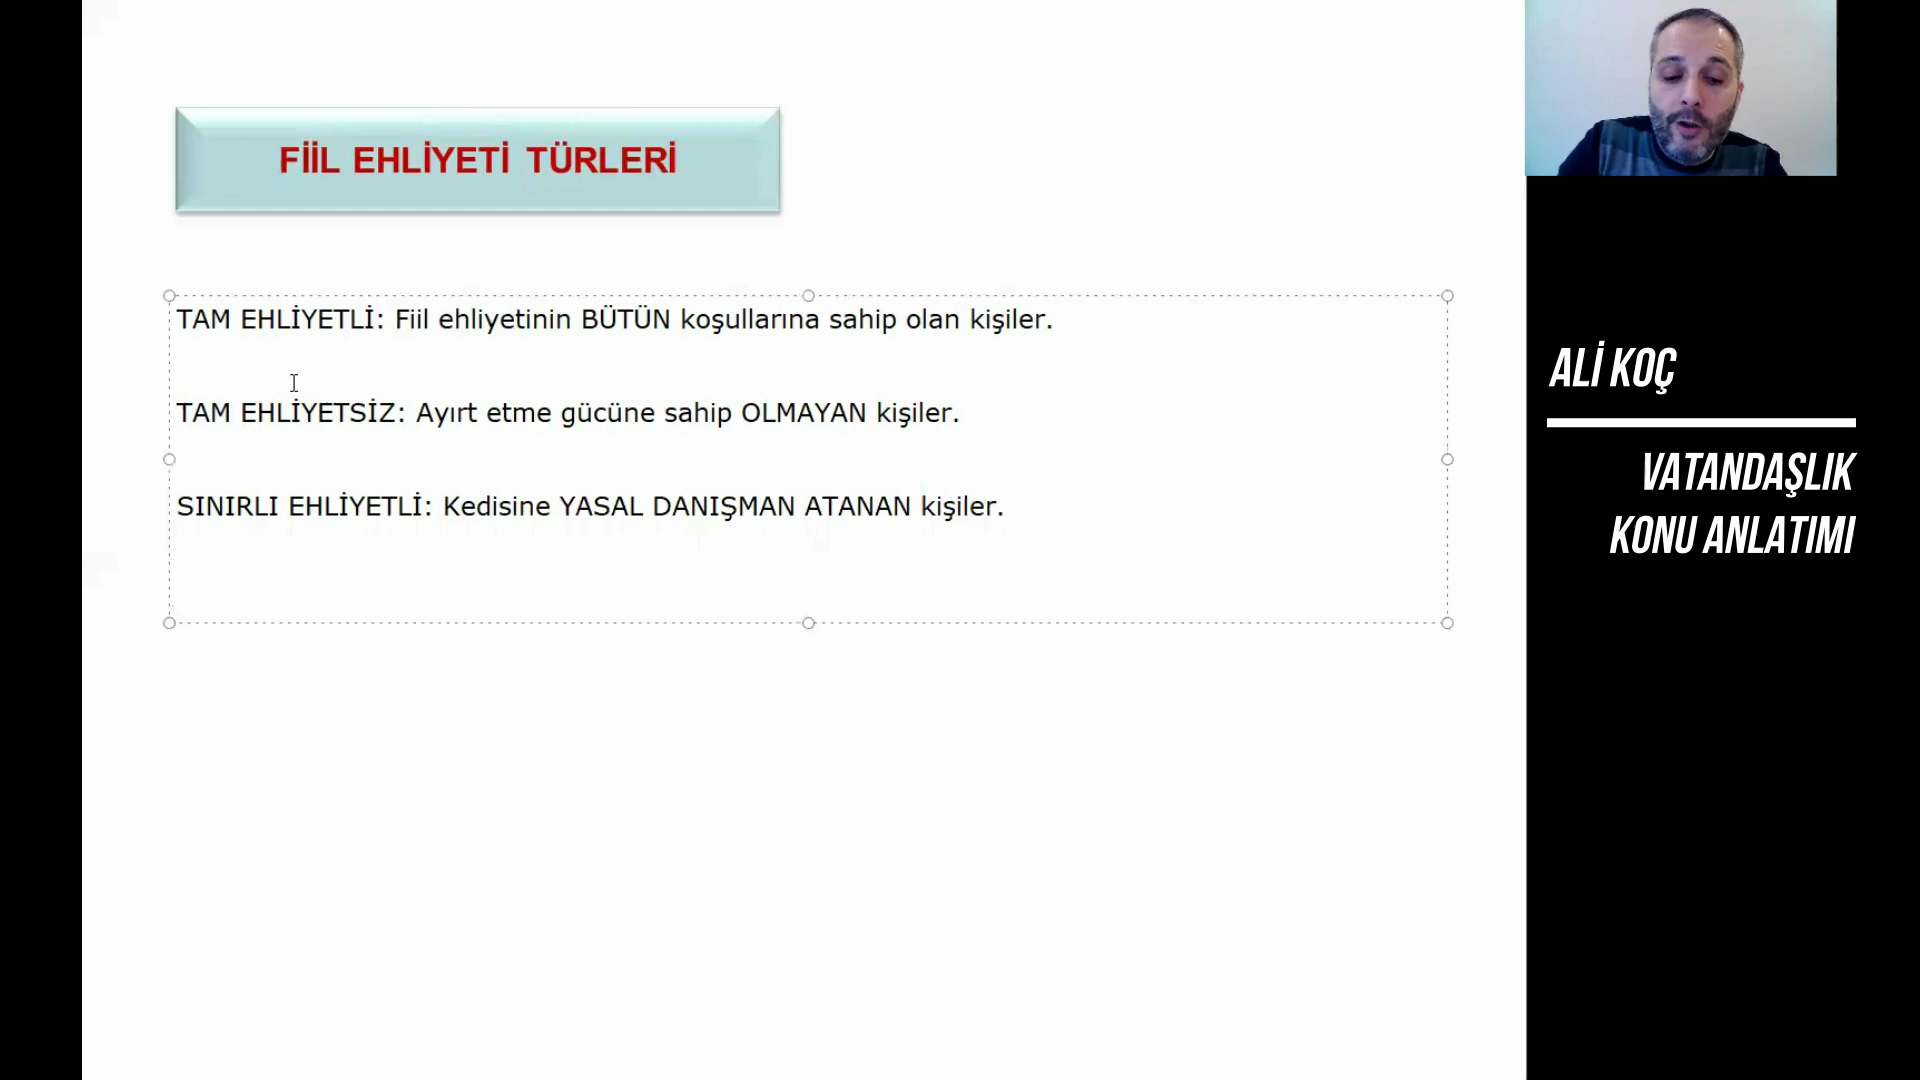 FİİL EHLİYETİ TÜRLERİ
TAM EHLİYETLİ: Fiil ehliyetinin BÜTÜN koşullarına sahip olan kişiler.
TAM EHLİYETSİZ: Ayırt etme gücüne sahip OLMAYAN kişiler.
SINIRLI EHLİYETLİ: Kedisine YASAL DANIŞMAN ATANAN kişiler.
ALİ KOÇ
VATANDAŞLIK
KONU ANLATIMI